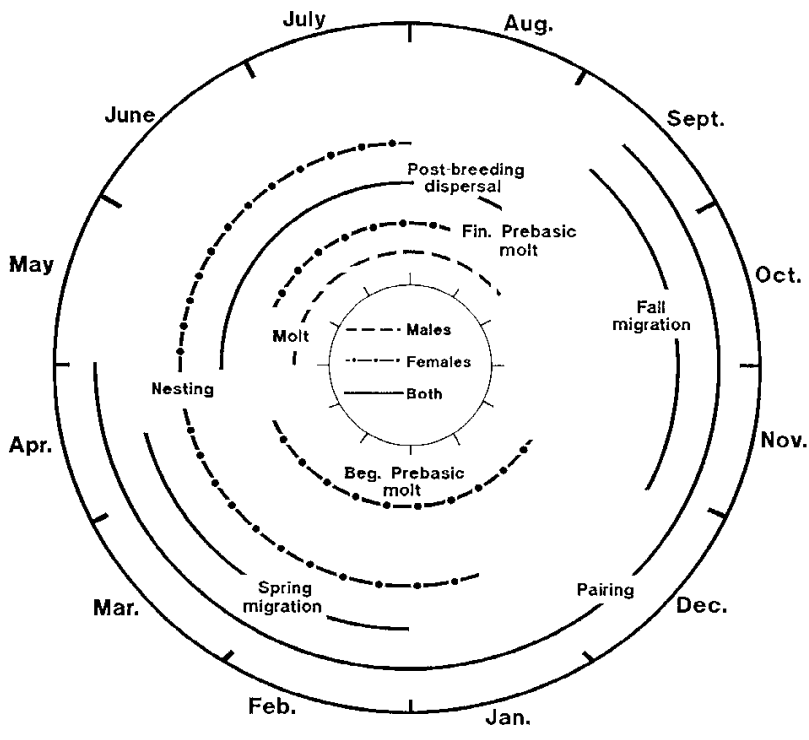 July
Aug.
June
Sept.
Post-breeding
dispersal
Fin. Prebasic
molt
May
Oct.
Fall
migration
Molt
Males
Females
Both
Nesting
Apr.
Nov.
Beg. Prebasic
molt
Spring
migration
Pairing
Mar.
Dec.
Feb.
Jan.